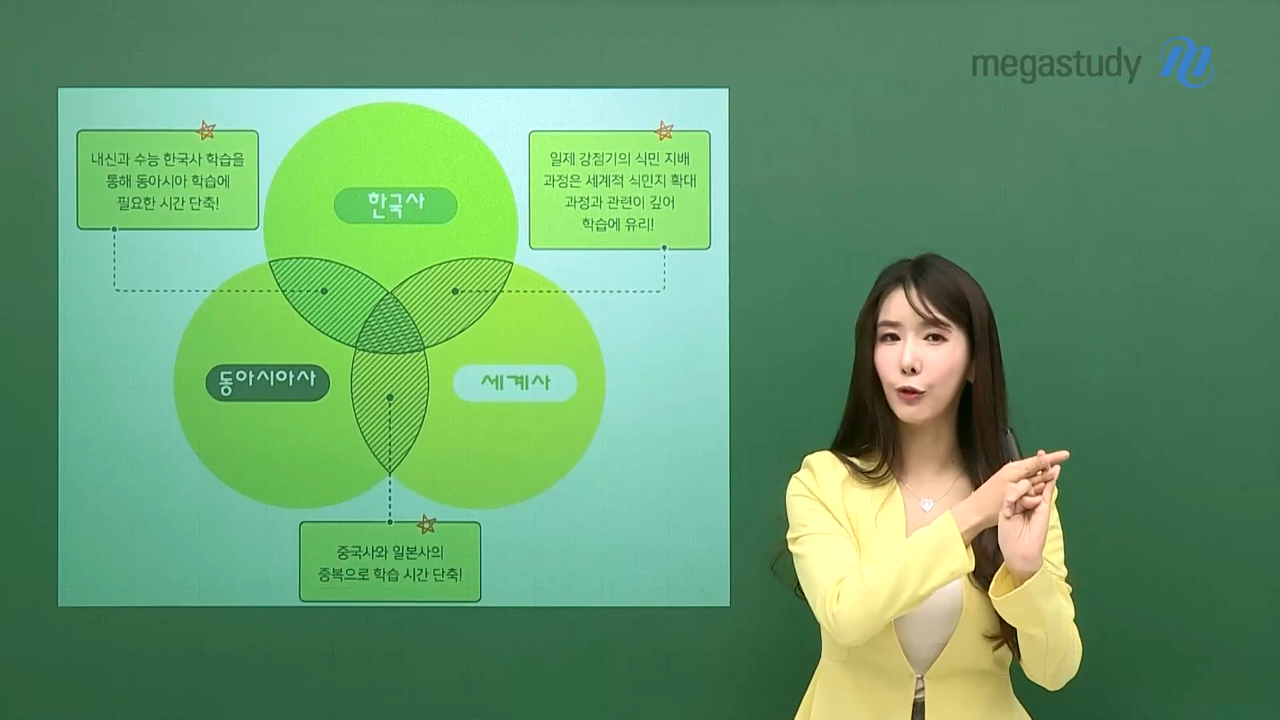 megastudy
내신과 수능 한국사 학습을
통해 동아시아 학습에
필요한 시간 단축!
일제 강점기의 식민 지배
과정은 세계적 식민지 확대
과정과 관련이 깊어
학습에 유리!
한국사
동아시아사
세계사
중국사와 일본사의
중복으로 학습 시간 단축!